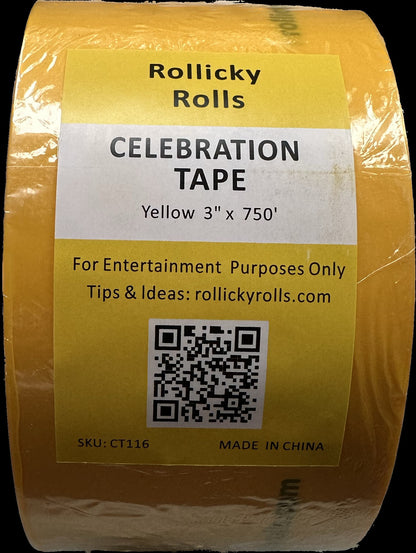 Rollicky
Rolls
CELEBRATION
TAPE
Yellow 3" x 750'
For Entertainment Purposes Only
Tips & Ideas: rollickyrolls.com
SKU: CT116 MADE IN CHINA